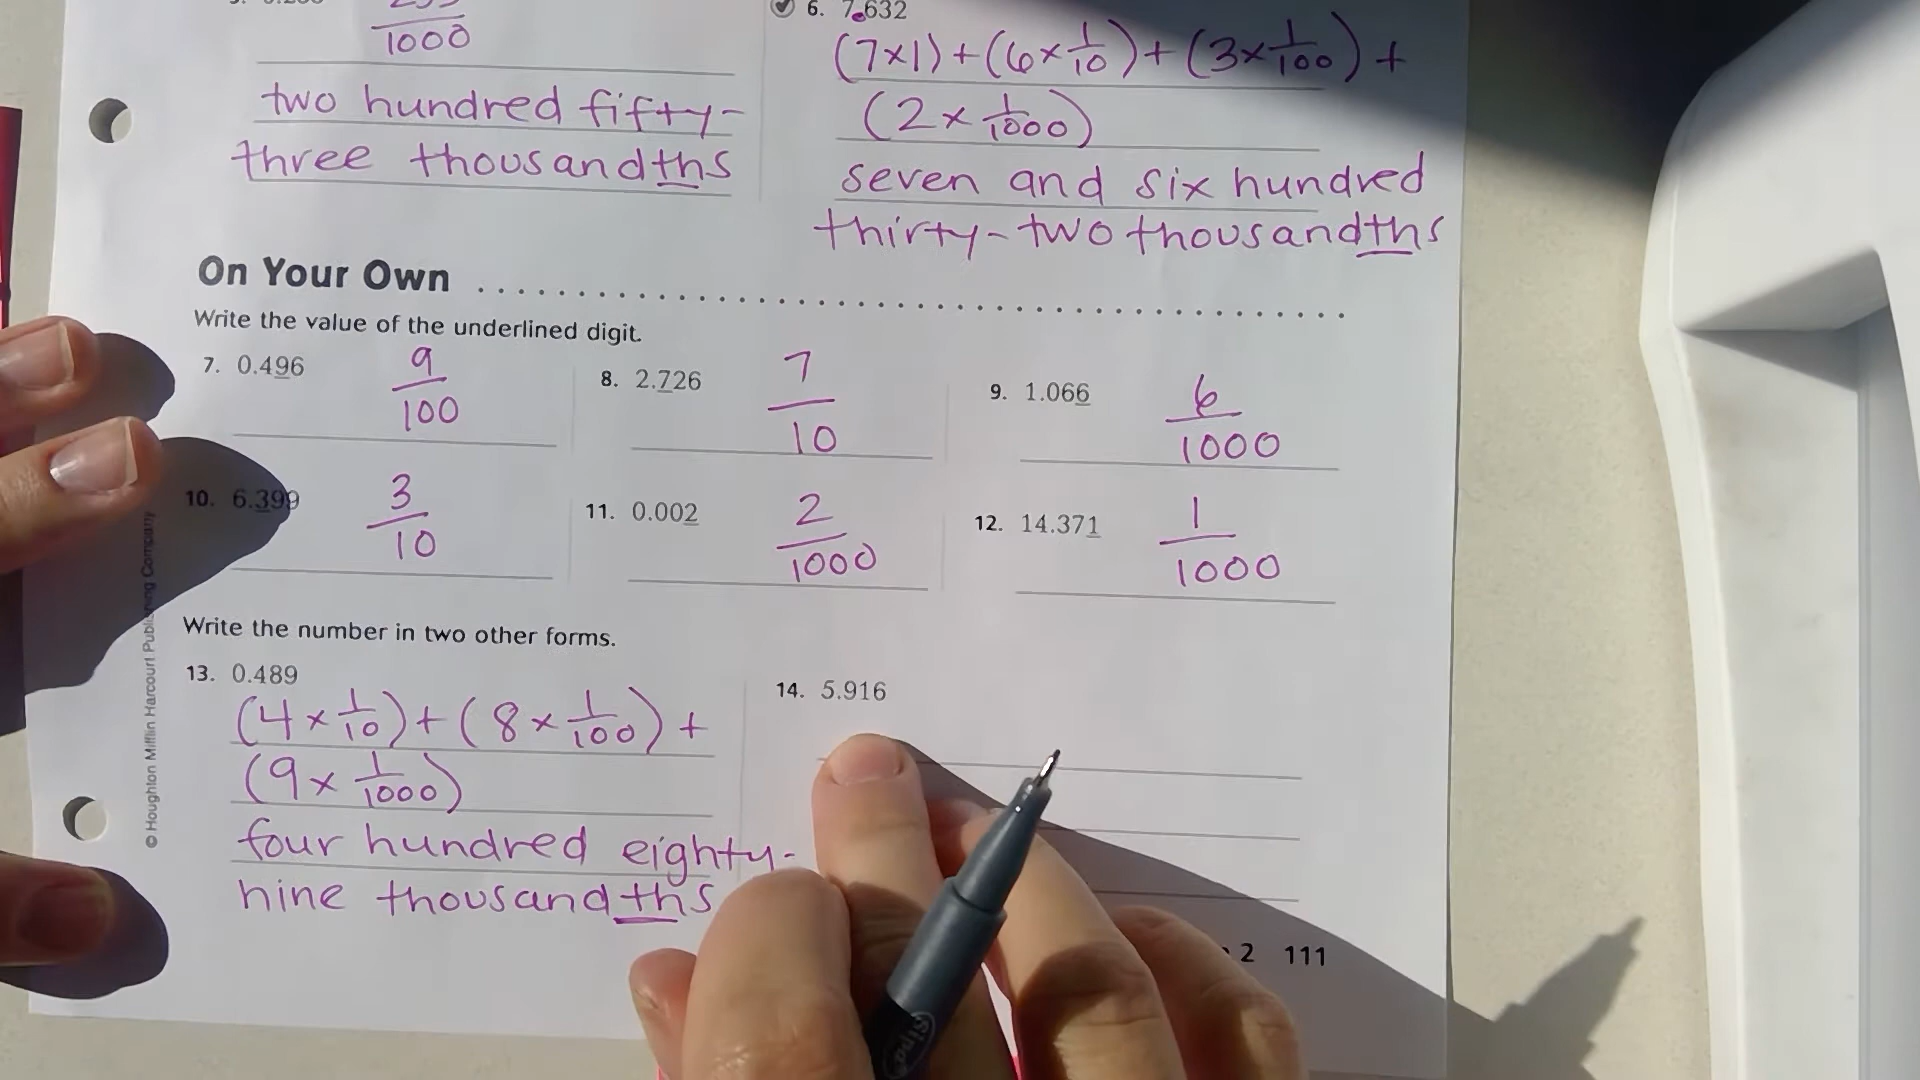 1000
two hundred fifty-
three thousandths
6. 7.632
(7×1)+(6×1/10)+(3×1/100)+
(2×1/1000)
seven and six hundred
thirty-two thousandths
On Your Own
Write the value of the underlined digit.
7. 0.496 9/100
8. 2.726 7/10
9. 1.066 6/1000
10. 6.399 3/10
11. 0.002 2/1000
12. 14.371 1/1000
Write the number in two other forms.
13. 0.489
(4×1/10)+(8×1/100)+
(9×1/1000)
four hundred eighty-
nine thousandths
14. 5.916
2 111
© Houghton Mifflin Harcourt Publishing Company